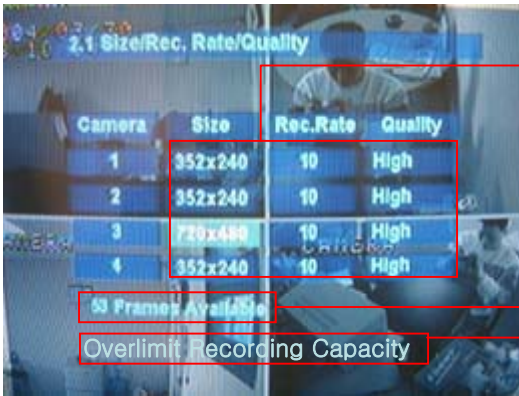 2.1 Size/Rec, Rate/Quality
Camera Size Rec.Rate Quality
1 352x240 10 High
2 352x240 10 High
3 720x480 10 High
4 352x240 10 High
CAMERA
53 Frames Available
Overlimit Recording Capacity